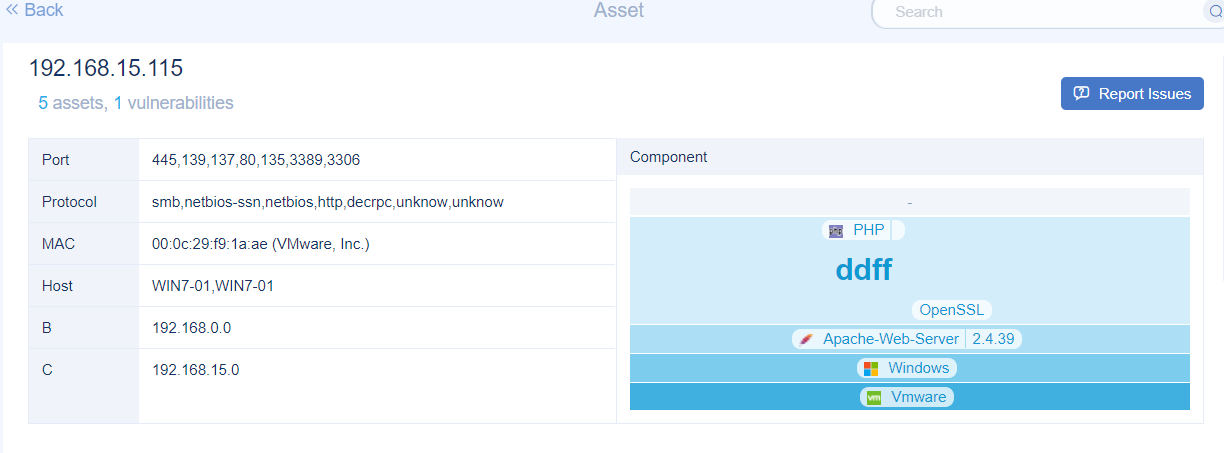 Back
Asset
Search
192.168.15.115
5 assets, 1 vulnerabilities
Report Issues
Port 445,139,137,80,135,3389,3306
Protocol smb,netbios-ssn,netbios,http,decrpc,unknow,unknow
MAC 00:0c:29:f9:1a:ae (VMware, Inc.)
Host WIN7-01,WIN7-01
B 192.168.0.0
C 192.168.15.0
Component
-
PHP
ddff
OpenSSL
Apache-Web-Server 2.4.39
Windows
vm Vmware